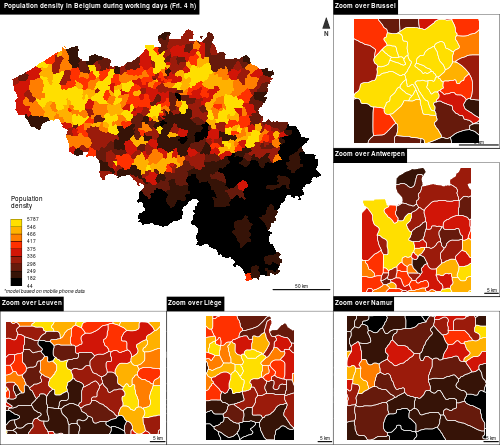 Population density in Belgium during working days (Fri. 4 h)
N
Population
density
5787
546
466
417
375
336
298
249
182
44
*model based on mobile phone data
50 km
Zoom over Brussel
Zoom over Antwerpen
5 km
Zoom over Leuven
5 km
Zoom over Liège
5 km
Zoom over Namur
5 km